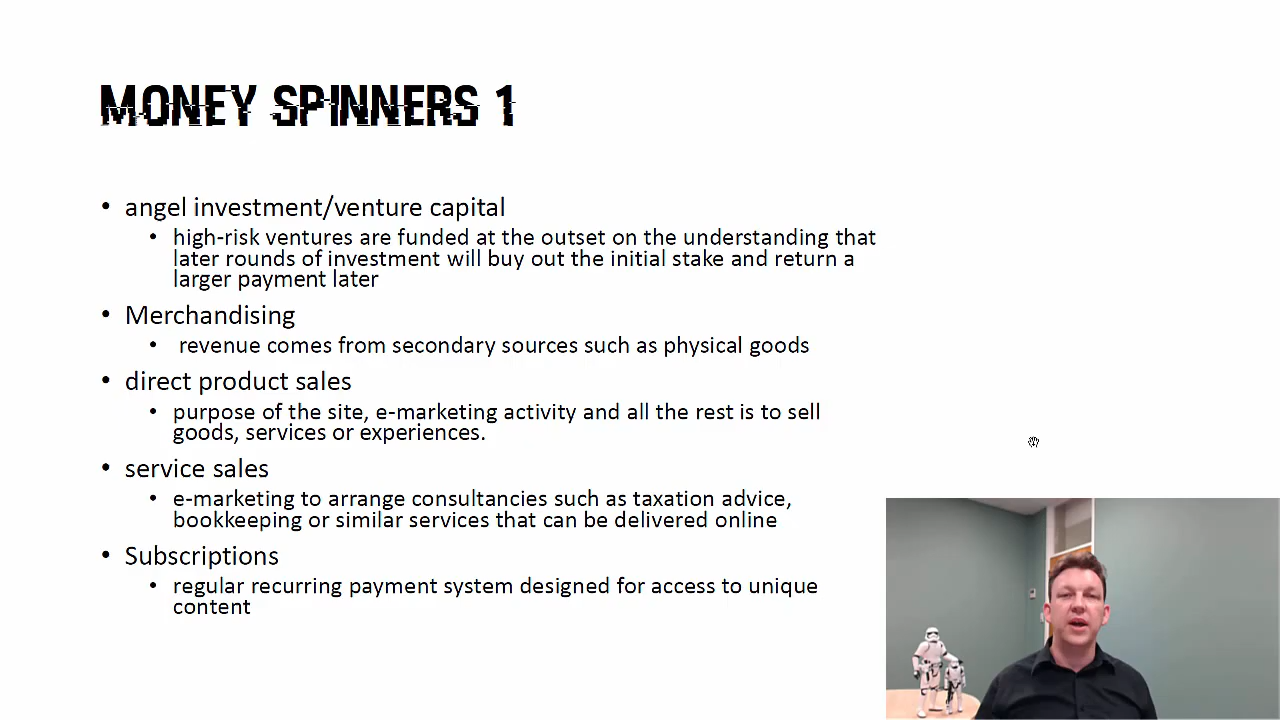 MONEY SPINNERS 1
• angel investment/venture capital
• high-risk ventures are funded at the outset on the understanding that
later rounds of investment will buy out the initial stake and return a
larger payment later
• Merchandising
• revenue comes from secondary sources such as physical goods
• direct product sales
• purpose of the site, e-marketing activity and all the rest is to sell
goods, services or experiences.
• service sales
• e-marketing to arrange consultancies such as taxation advice,
bookkeeping or similar services that can be delivered online
• Subscriptions
• regular recurring payment system designed for access to unique
content